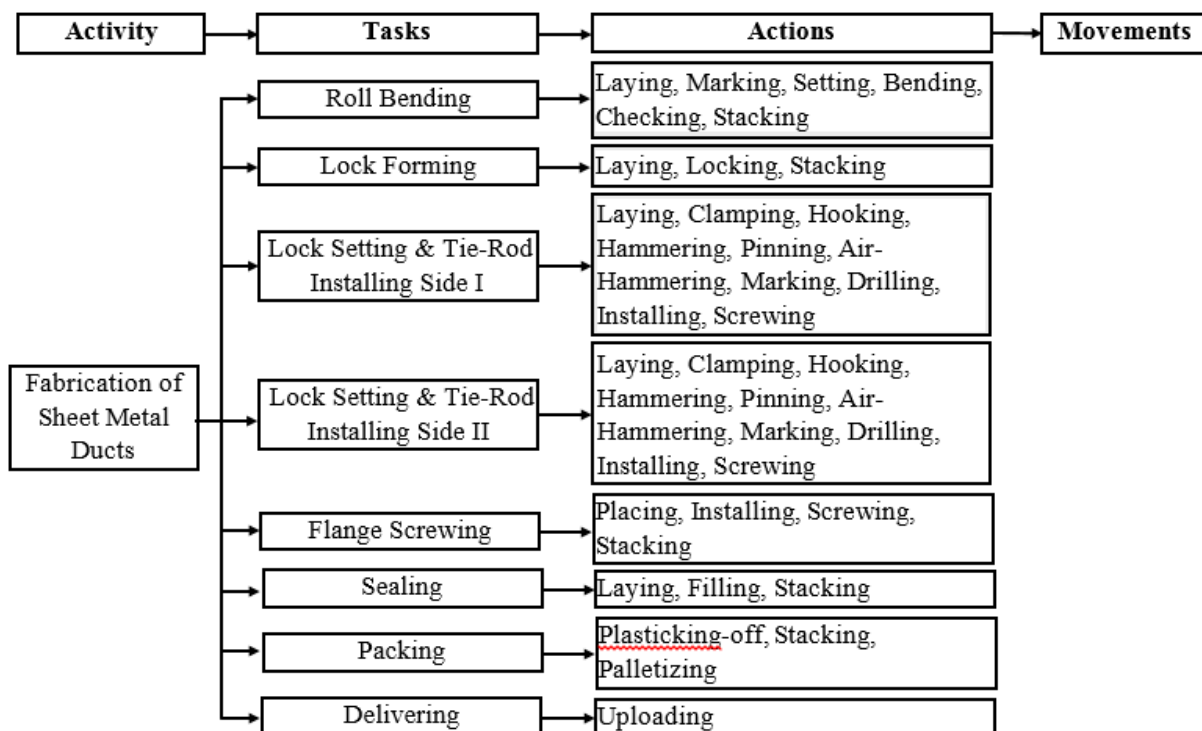 Activity
Tasks
Actions
Movements
Fabrication of
Sheet Metal
Ducts
Roll Bending
Laying, Marking, Setting, Bending,
Checking, Stacking
Lock Forming
Laying, Locking, Stacking
Lock Setting & Tie-Rod
Installing Side I
Laying, Clamping, Hooking,
Hammering, Pinning, Air-
Hammering, Marking, Drilling,
Installing, Screwing
Lock Setting & Tie-Rod
Installing Side II
Laying, Clamping, Hooking,
Hammering, Pinning, Air-
Hammering, Marking, Drilling,
Installing, Screwing
Flange Screwing
Placing, Installing, Screwing,
Stacking
Sealing
Laying, Filling, Stacking
Packing
Plasticking-off, Stacking,
Palletizing
Delivering
Uploading